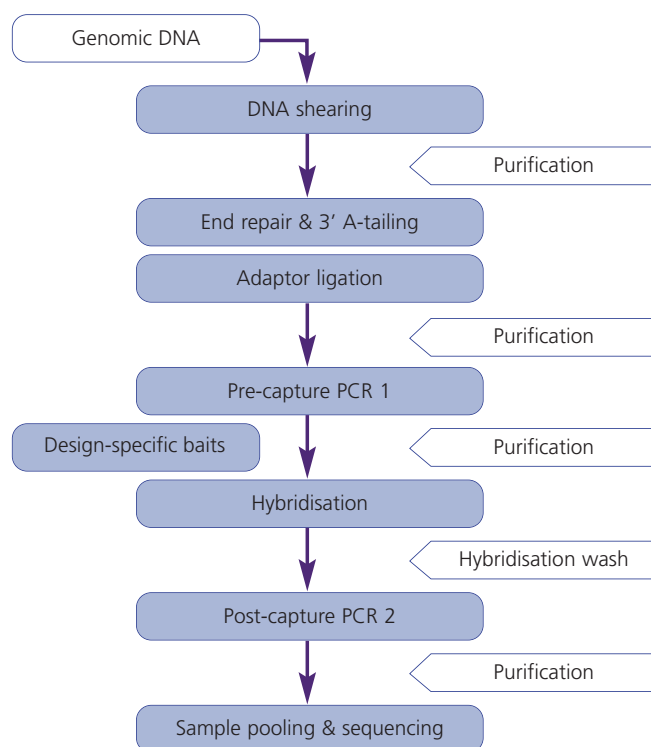 Genomic DNA
DNA shearing
Purification
End repair & 3’ A-tailing
Adaptor ligation
Purification
Pre-capture PCR 1
Design-specific baits
Purification
Hybridisation
Hybridisation wash
Post-capture PCR 2
Purification
Sample pooling & sequencing